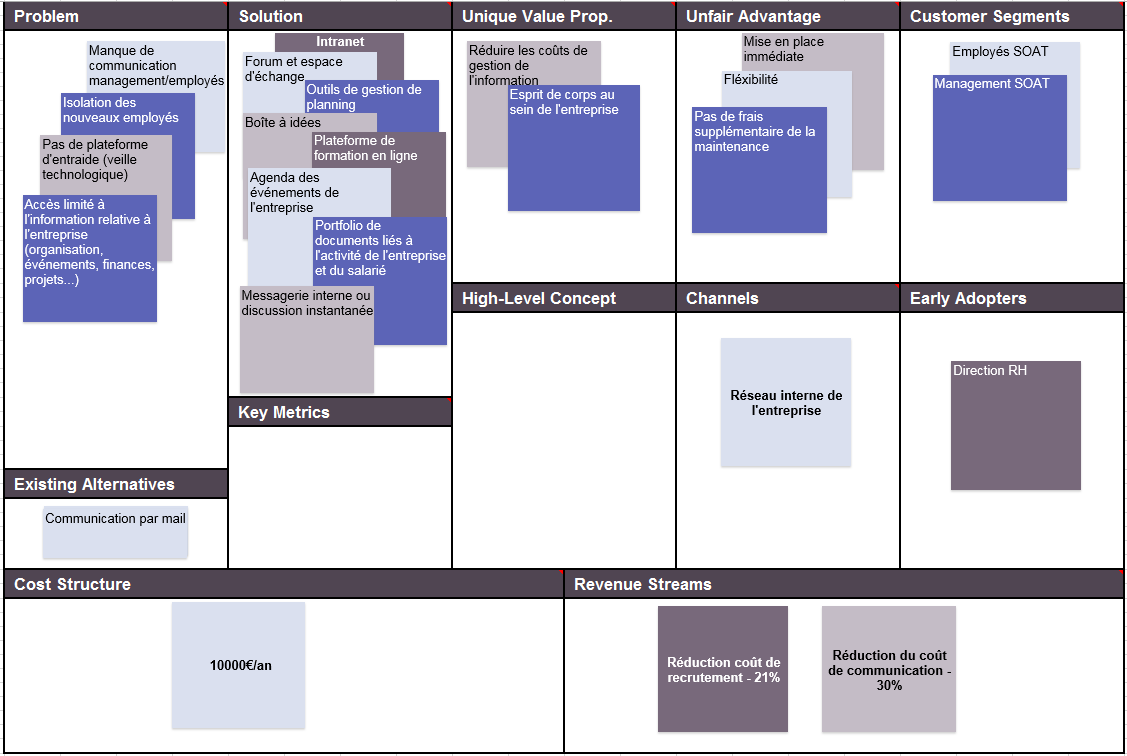 Problem
Manque de
communication
management/employés
Isolation des
nouveaux employés
Pas de plateforme
d'entraide (veille
technologique)
Accès limité à
l'information relative à
l'entreprise
(organisation,
événements, finances,
projets...)
Existing Alternatives
Communication par mail
Solution
Intranet
Forum et espace
d'échange
Outils de gestion de
planning
Boîte à idées
Plateforme de
formation en ligne
Agenda des
événements de
l'entreprise
Portfolio de
documents liés à
l'activité de l'entreprise
et du salarié
Messagerie interne ou
discussion instantanée
Key Metrics
Unique Value Prop.
Réduire les coûts de
gestion de
l'information
Esprit de corps au
sein de l'entreprise
High-Level Concept
Unfair Advantage
Mise en place
immédiate
Fléxibilité
Pas de frais
supplémentaire de la
maintenance
Channels
Réseau interne de
l'entreprise
Customer Segments
Employés SOAT
Management SOAT
Early Adopters
Direction RH
Cost Structure
10000€/an
Revenue Streams
Réduction coût de
recrutement - 21%
Réduction du coût
de communication -
30%